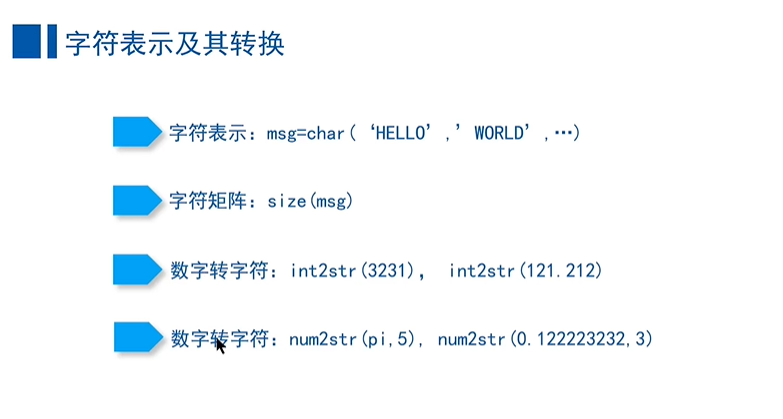 字符表示及其转换
字符表示：msg=char(‘HELLO’,’WORLD’,…)
字符矩阵：size(msg)
数字转字符：int2str(3231)， int2str(121.212)
数字转字符：num2str(pi,5), num2str(0.122223232,3)